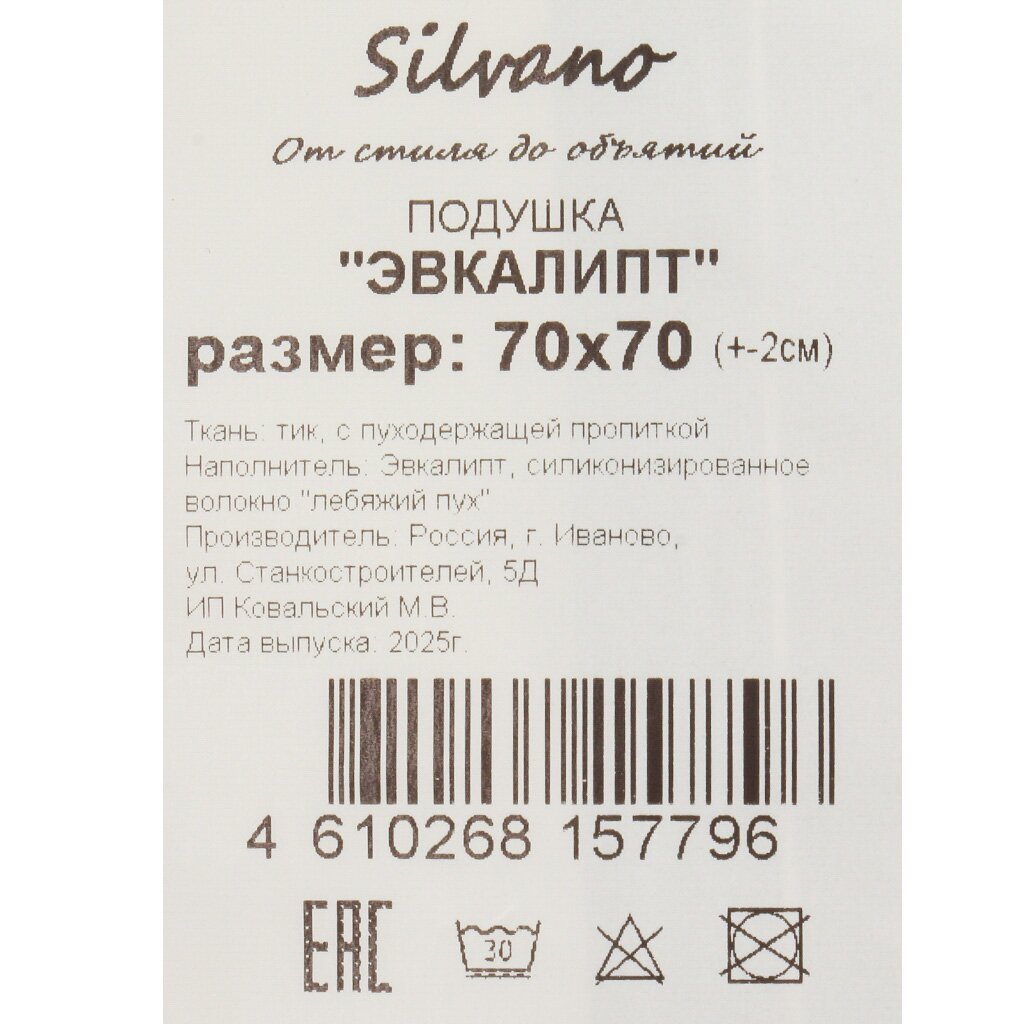 Silvano
От стиля до объятий
ПОДУШКА
"ЭВКАЛИПТ"
размер: 70х70 (+-2см)
Ткань: тик, с пуходержащей пропиткой
Наполнитель: Эвкалипт, силиконизированное
волокно "лебяжий пух"
Производитель: Россия, г. Иваново,
ул. Станкостроителей, 5Д
ИП Ковальский М.В.
Дата выпуска: 2025г.
4 610268 157796
EAC 30